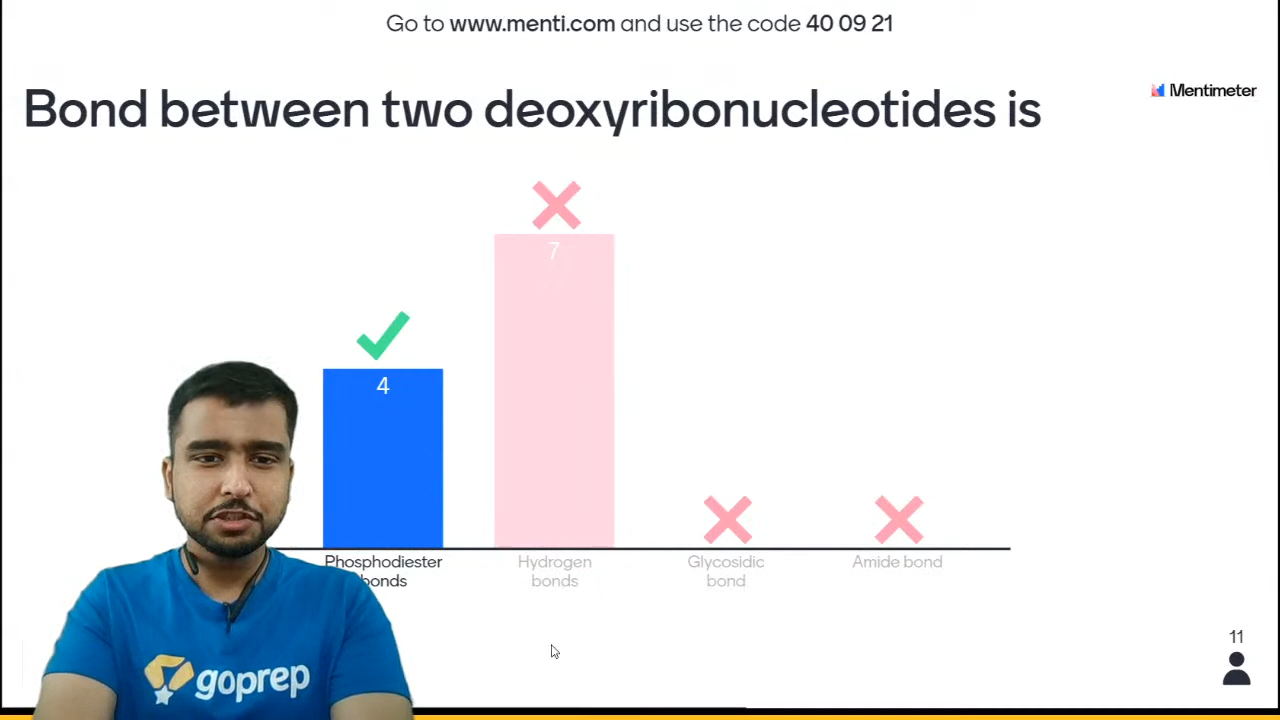 Go to www.menti.com and use the code 40 09 21
Mentimeter
Bond between two deoxyribonucleotides is
7
4
Phosphodiester
bonds
Hydrogen
bonds
Glycosidic
bond
Amide bond
11
goprep